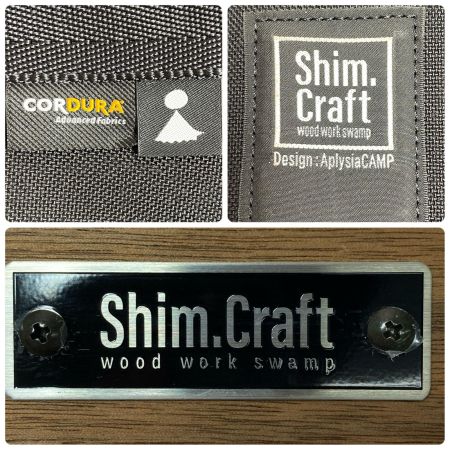 CORDURA®
Advanced Fabrics
Shim.
Craft
wood work swamp
Design : AplysiaCAMP
Shim.Craft
wood work swamp